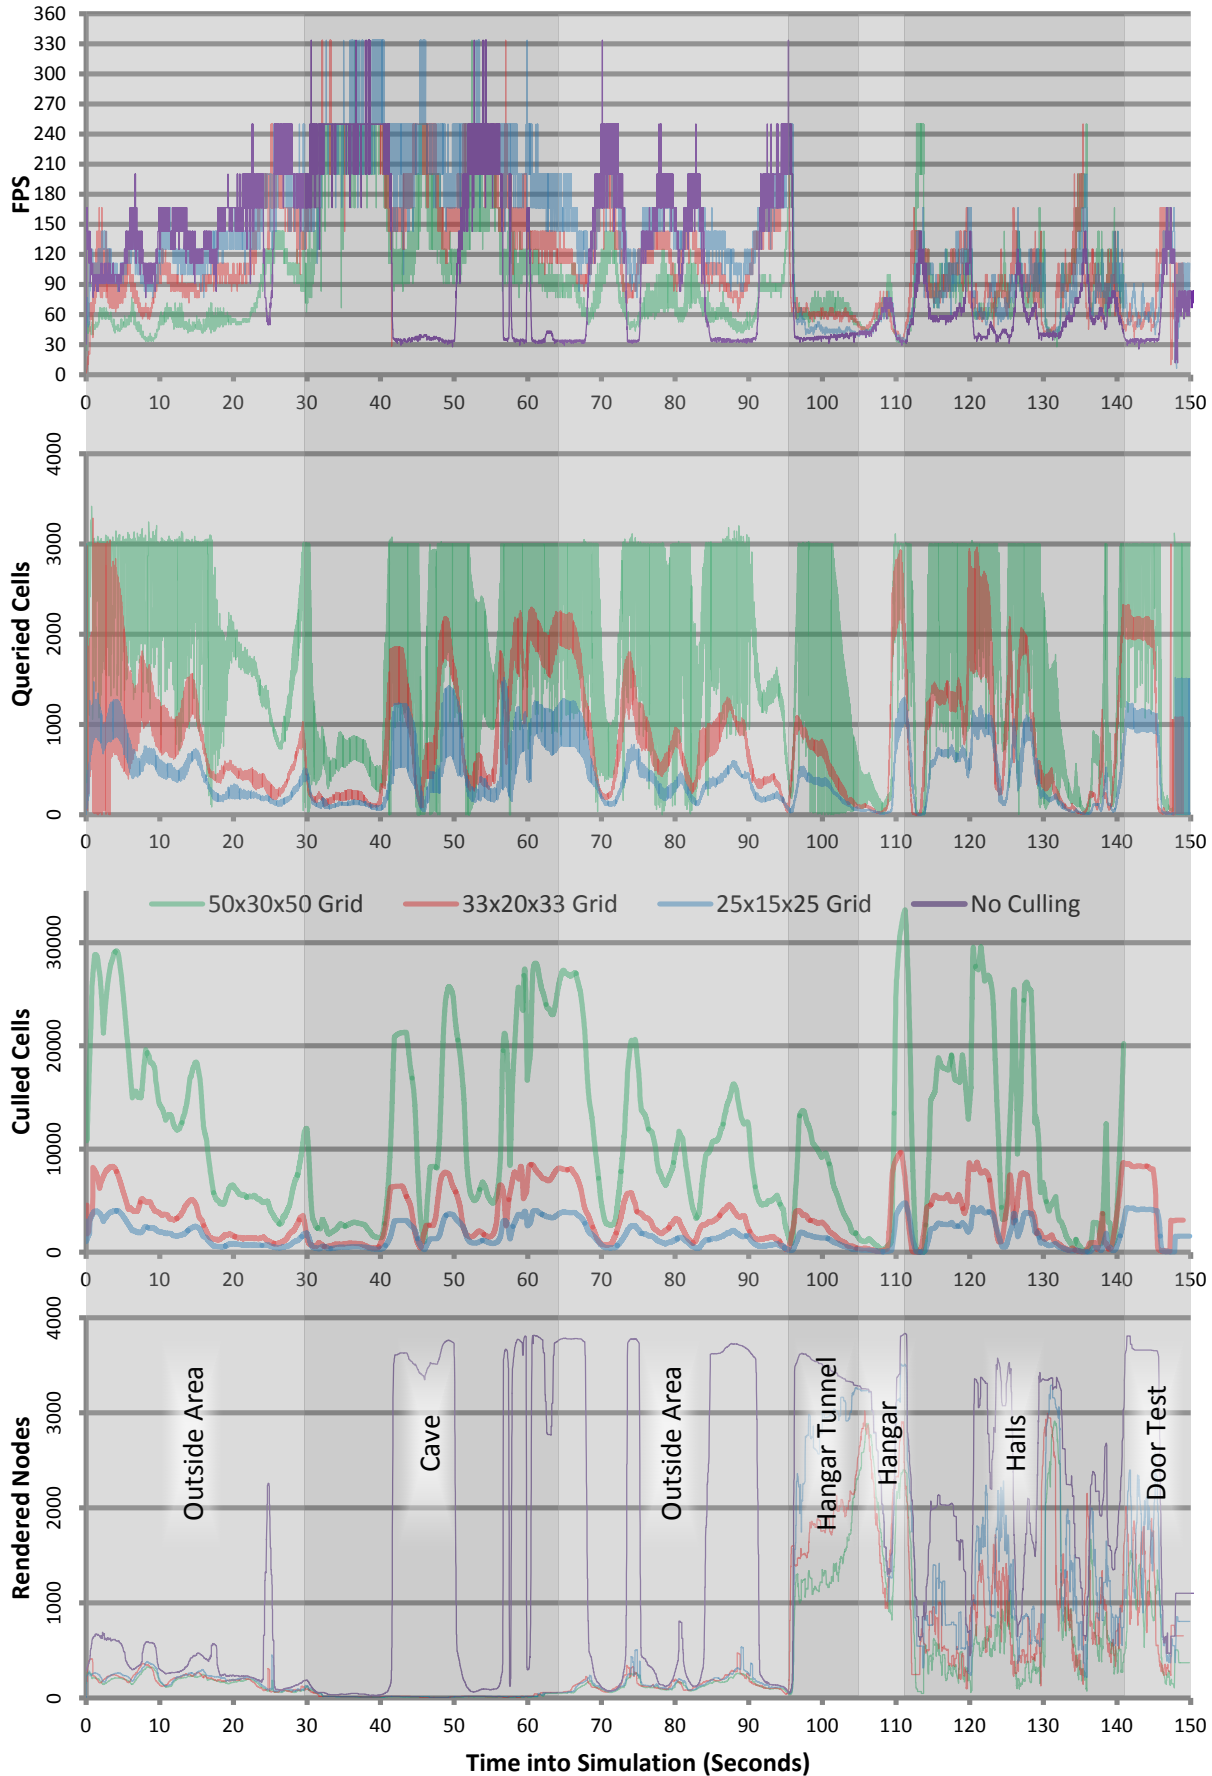 FPS
360
330
300
270
240
210
180
150
120
90
60
30
0
0 10 20 30 40 50 60 70 80 90 100 110 120 130 140 150
Queried Cells
4000
3000
2000
1000
0
0 10 20 30 40 50 60 70 80 90 100 110 120 130 140 150
Culled Cells
50x30x50 Grid 33x20x33 Grid 25x15x25 Grid No Culling
30000
20000
10000
0
0 10 20 30 40 50 60 70 80 90 100 110 120 130 140 150
Rendered Nodes
4000
3000
2000
1000
0
Outside Area
Cave
Outside Area
Hangar Tunnel
Hangar
Halls
Door Test
0 10 20 30 40 50 60 70 80 90 100 110 120 130 140 150
Time into Simulation (Seconds)